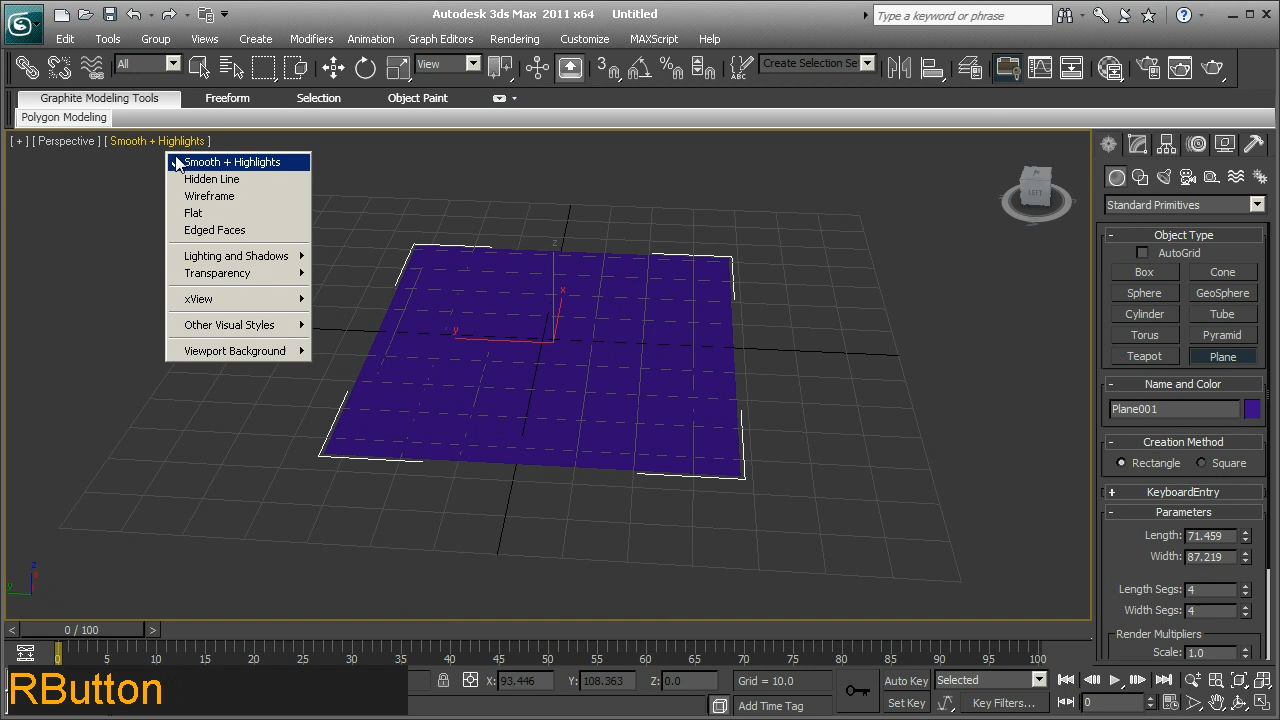 Autodesk 3ds Max 2011 x64 Untitled
Type a keyword or phrase
Edit Tools Group Views Create Modifiers Animation Graph Editors Rendering Customize MAXScript Help
All View Create Selection Se
Graphite Modeling Tools Freeform Selection Object Paint
Polygon Modeling
[ + ] [ Perspective ] [ Smooth + Highlights ]
Smooth + Highlights
Hidden Line
Wireframe
Flat
Edged Faces
Lighting and Shadows
Transparency
xView
Other Visual Styles
Viewport Background
LEFT
z
x
y
z
x
y
Standard Primitives
- Object Type
AutoGrid
Box Cone
Sphere GeoSphere
Cylinder Tube
Torus Pyramid
Teapot Plane
- Name and Color
Plane001
- Creation Method
Rectangle Square
+ KeyboardEntry
- Parameters
Length: 71.459
Width: 87.219
Length Segs: 4
Width Segs: 4
Render Multipliers
Scale: 1.0
< 0 / 100 >
0 5 10 15 20 25 30 35 40 45 50 55 60 65 70 75 80 85 90 95 100
RButton
X: 93.446 Y: 108.363 Z: 0.0 Grid = 10.0 Auto Key Selected
Add Time Tag Set Key Key Filters... 0